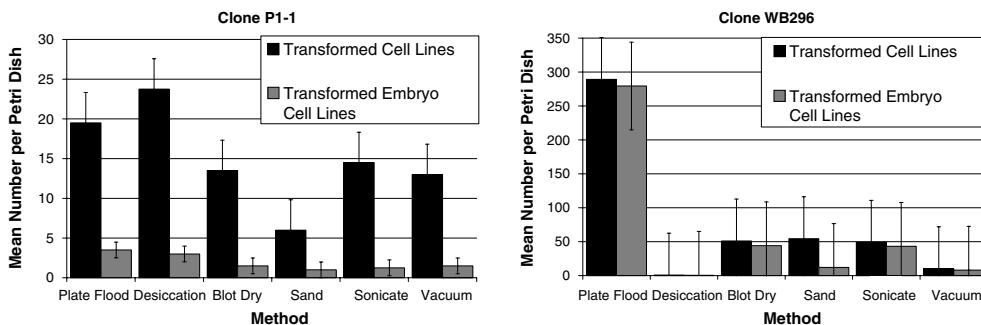 Clone P1-1
Mean Number per Petri Dish
30
25
20
15
10
5
0
Transformed Cell Lines
Transformed Embryo
Cell Lines
Plate Flood Desiccation Blot Dry Sand Sonicate Vacuum
Method
Clone WB296
Mean Number per Petri Dish
350
300
250
200
150
100
50
0
Transformed Cell Lines
Transformed Embryo
Cell Lines
Plate Flood Desiccation Blot Dry Sand Sonicate Vacuum
Method